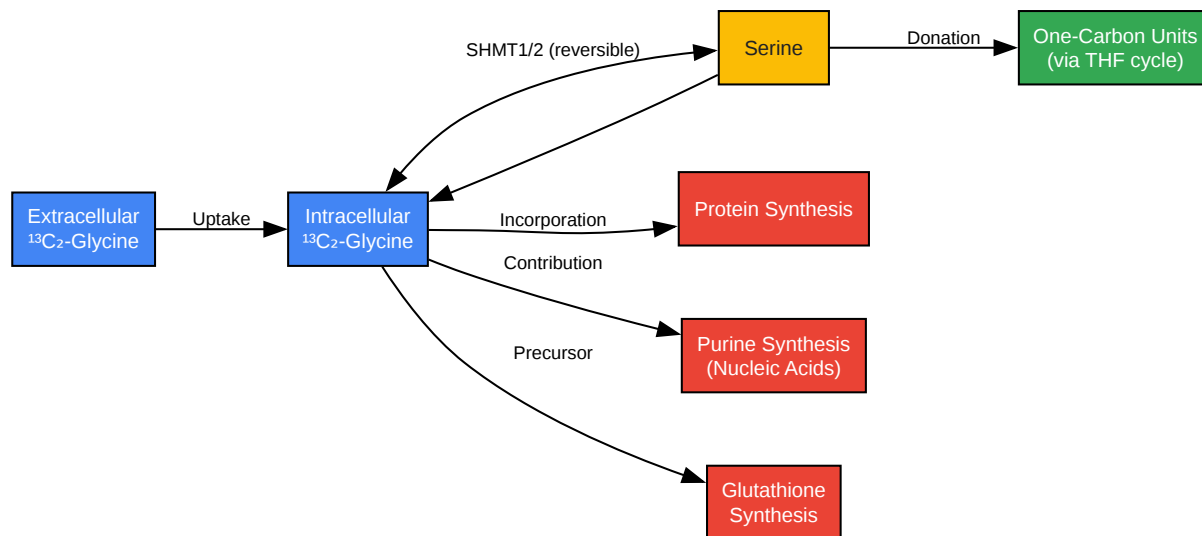 SHMT1/2 (reversible)
Serine
Donation
One-Carbon Units
(via THF cycle)
Extracellular
¹³C₂-Glycine
Uptake
Intracellular
¹³C₂-Glycine
Incorporation
Protein Synthesis
Contribution
Purine Synthesis
(Nucleic Acids)
Precursor
Glutathione
Synthesis